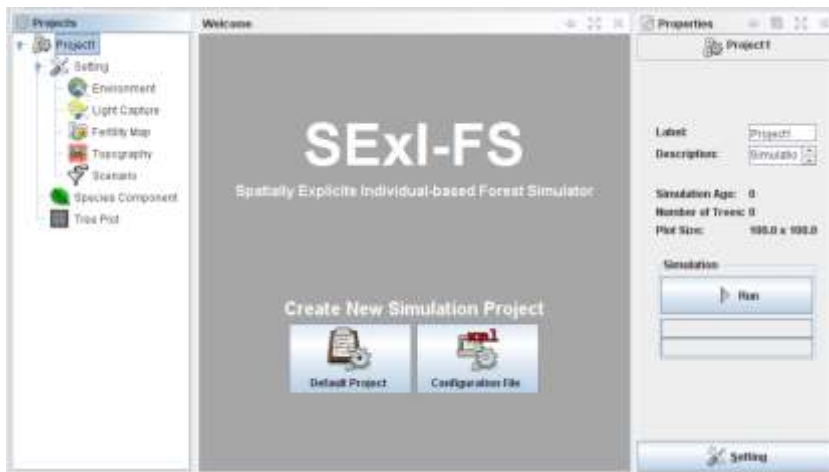 Projects
Project1
Setting
Environment
Light Capture
Fertility Map
Topography
Scenario
Species Component
Tree Plot
Welcome
SExI-FS
Spatially Explicite Individual-based Forest Simulator
Create New Simulation Project
xml
Default Project
Configuration File
Properties
Project1
Label: Project1
Description: Simulatio
Simulation Age: 0
Number of Trees: 0
Plot Size: 100.0 x 100.0
Simulation
Run
Setting